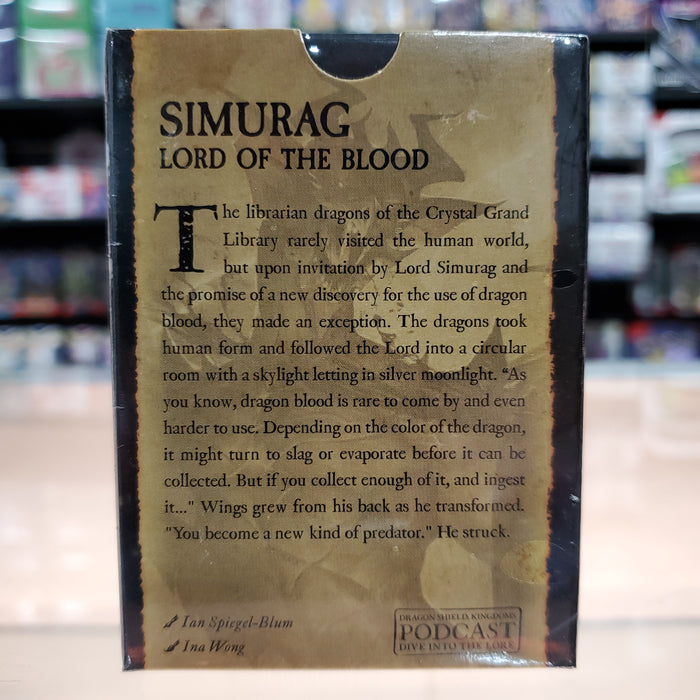 SIMURAG
LORD OF THE BLOOD
The librarian dragons of the Crystal Grand
Library rarely visited the human world,
but upon invitation by Lord Simurag and
the promise of a new discovery for the use of dragon
blood, they made an exception. The dragons took
human form and followed the Lord into a circular
room with a skylight letting in silver moonlight. “As
you know, dragon blood is rare to come by and even
harder to use. Depending on the color of the dragon,
it might turn to slag or evaporate before it can be
collected. But if you collect enough of it, and ingest
it..." Wings grew from his back as he transformed.
"You become a new kind of predator." He struck.
Ian Spiegel-Blum
Ina Wong
DRAGON SHIELD KINGDOMS
PODCAST
DIVE INTO THE LORE